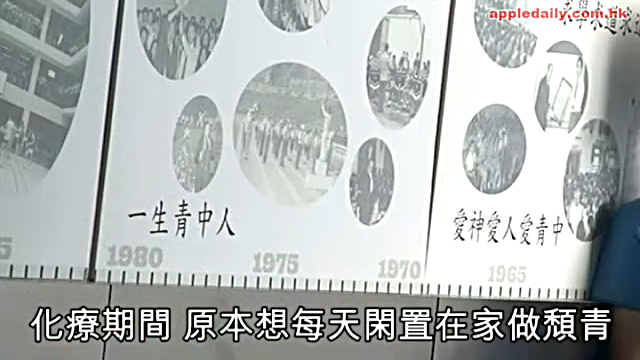 appledaily.com.hk
一生青中人
愛神愛人愛青中
1980
1975
1970
1965
化療期間 原本想每天閑置在家做頹青